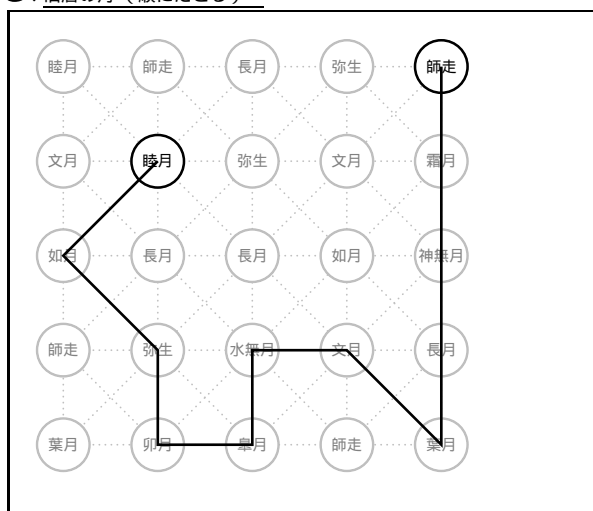 睦月 師走 長月 弥生 師走
文月 睦月 弥生 文月 霜月
如月 長月 長月 如月 神無月
師走 弥生 水無月 文月 長月
葉月 卯月 皐月 師走 葉月